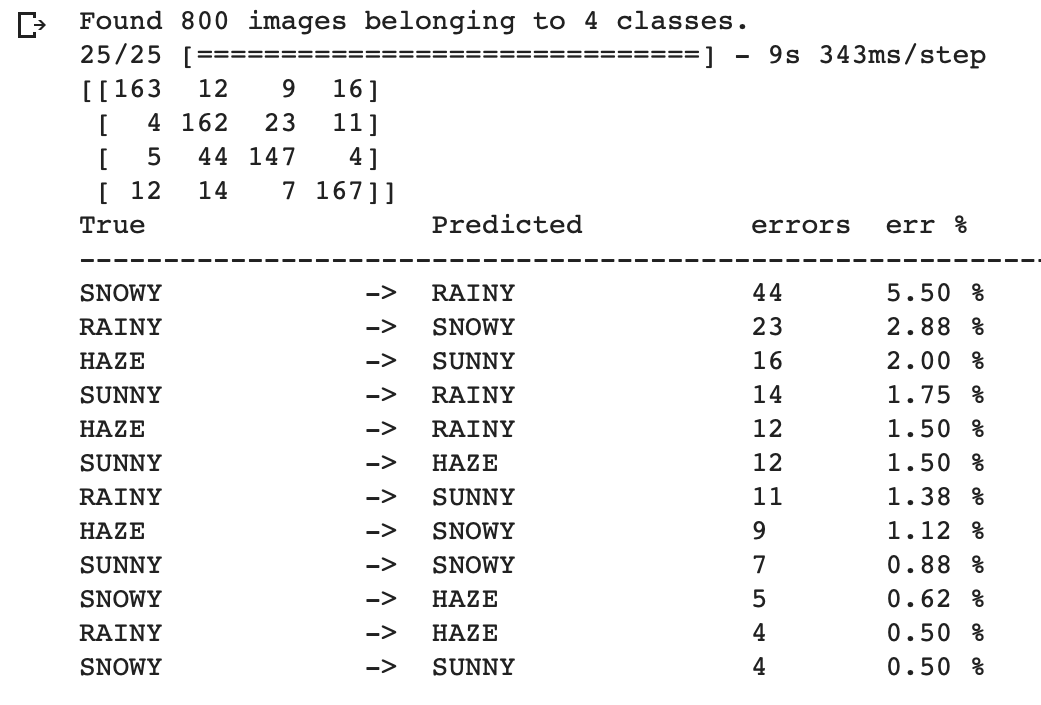 Found 800 images belonging to 4 classes.
25/25 [==============================] - 9s 343ms/step
[[163  12   9  16]
 [  4 162  23  11]
 [  5  44 147   4]
 [ 12  14   7 167]]
True                 Predicted          errors  err %
---------------------------------------------------------
SNOWY            ->  RAINY              44      5.50 %
RAINY            ->  SNOWY              23      2.88 %
HAZE             ->  SUNNY              16      2.00 %
SUNNY            ->  RAINY              14      1.75 %
HAZE             ->  RAINY              12      1.50 %
SUNNY            ->  HAZE               12      1.50 %
RAINY            ->  SUNNY              11      1.38 %
HAZE             ->  SNOWY              9       1.12 %
SUNNY            ->  SNOWY              7       0.88 %
SNOWY            ->  HAZE               5       0.62 %
RAINY            ->  HAZE               4       0.50 %
SNOWY            ->  SUNNY              4       0.50 %